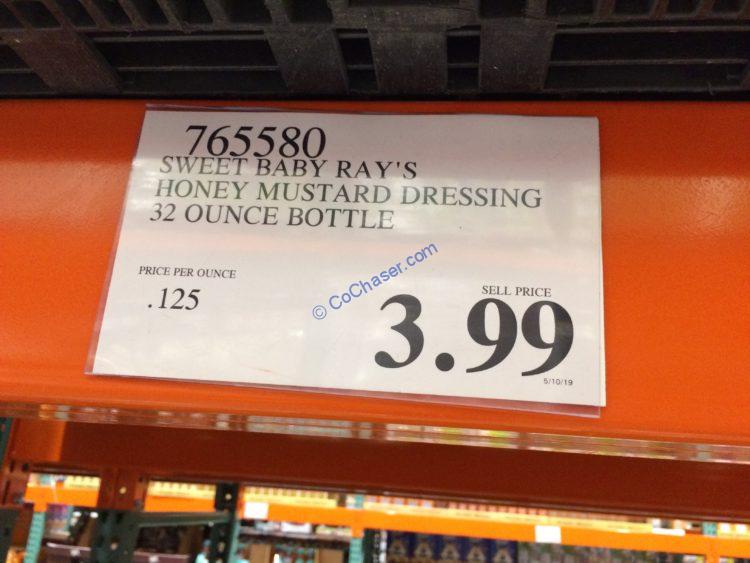 765580
SWEET BABY RAY'S
HONEY MUSTARD DRESSING
32 OUNCE BOTTLE
PRICE PER OUNCE
.125
© CoChaser.com
SELL PRICE
3.99
5/10/19